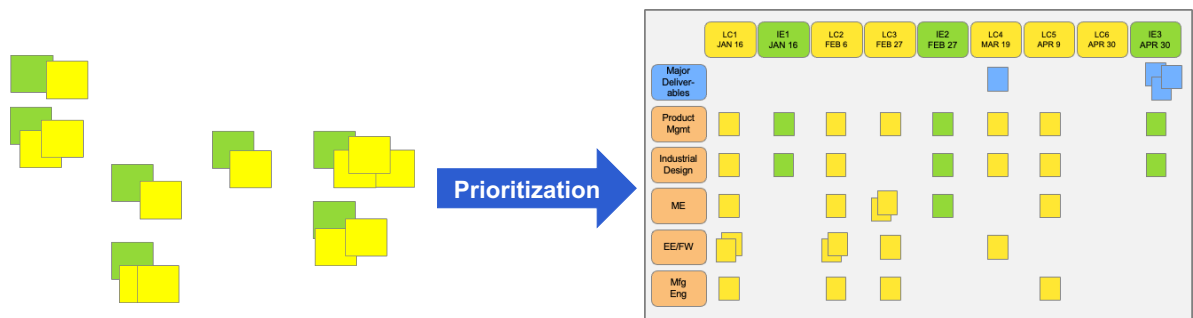 Prioritization
LC1
JAN 16
IE1
JAN 16
LC2
FEB 6
LC3
FEB 27
IE2
FEB 27
LC4
MAR 19
LC5
APR 9
LC6
APR 30
IE3
APR 30
Major
Deliver-
ables
Product
Mgmt
Industrial
Design
ME
EE/FW
Mfg
Eng